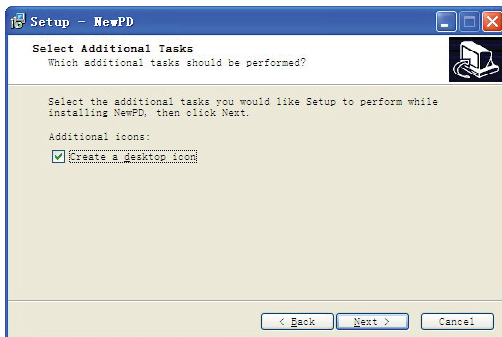 Setup - NewPD
Select Additional Tasks
Which additional tasks should be performed?
Select the additional tasks you would like Setup to perform while
installing NewPD, then click Next.
Additional icons:
Create a desktop icon
< Back
Next >
Cancel